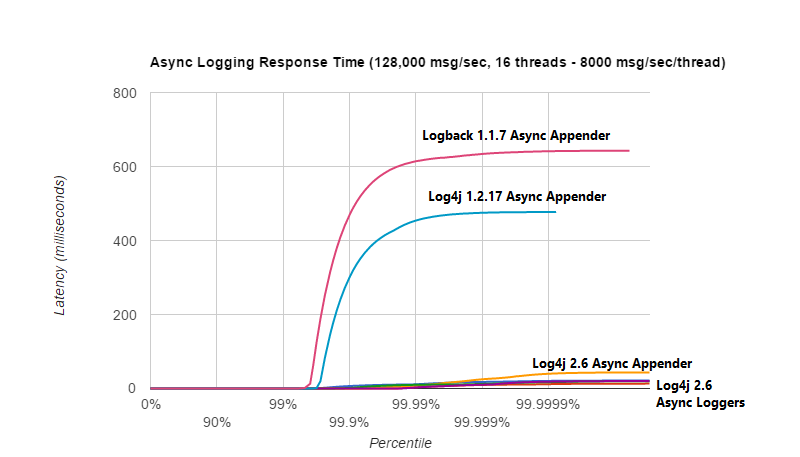 Async Logging Response Time (128,000 msg/sec, 16 threads - 8000 msg/sec/thread)
800
Logback 1.1.7 Async Appender
600
Log4j 1.2.17 Async Appender
400
200
Log4j 2.6 Async Appender
0
Log4j 2.6
Async Loggers
Latency (milliseconds)
0%
99%
99.99%
99.9999%
90%
99.9%
99.999%
Percentile